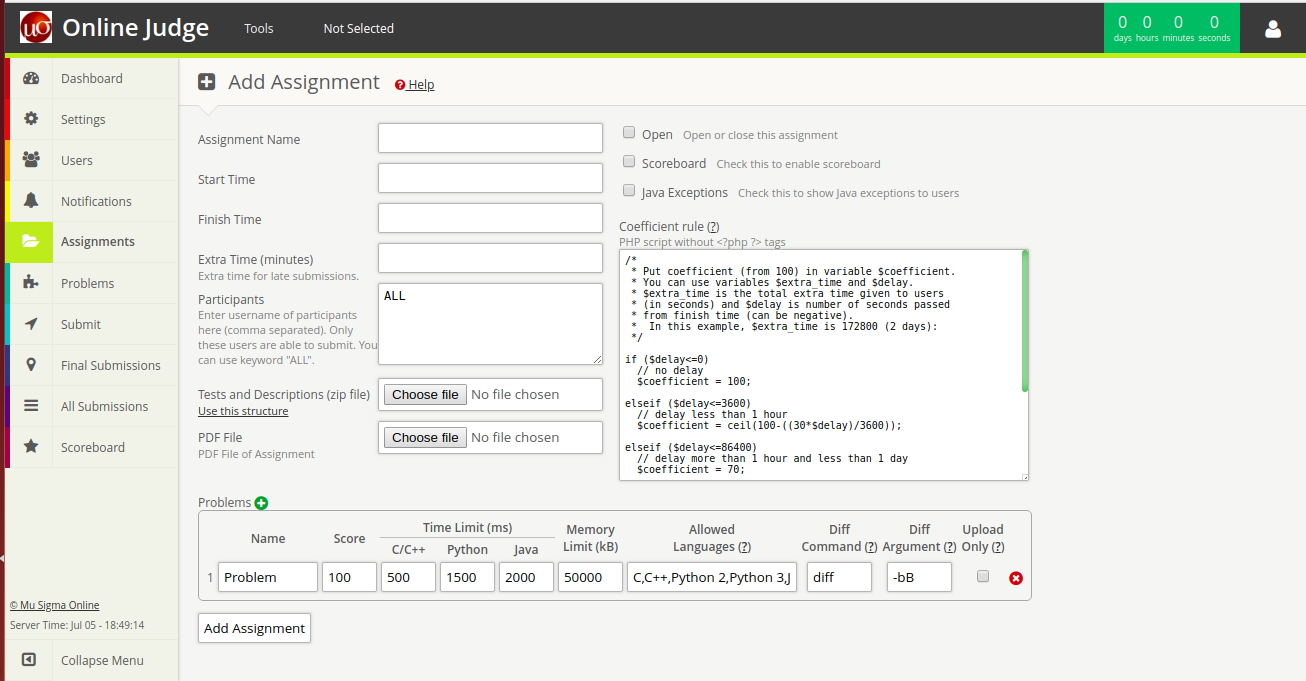 uo Online Judge Tools Not Selected
0 0 0 0
days hours minutes seconds
Dashboard
Settings
Users
Notifications
Assignments
Problems
Submit
Final Submissions
All Submissions
Scoreboard
© Mu Sigma Online
Server Time: Jul 05 - 18:49:14
Collapse Menu
Add Assignment ? Help
Assignment Name
Start Time
Finish Time
Extra Time (minutes)
Extra time for late submissions.
Participants
Enter username of participants
here (comma separated). Only
these users are able to submit. You
can use keyword "ALL".
ALL
Tests and Descriptions (zip file)
Use this structure
Choose file No file chosen
PDF File
PDF File of Assignment
Choose file No file chosen
Open Open or close this assignment
Scoreboard Check this to enable scoreboard
Java Exceptions Check this to show Java exceptions to users
Coefficient rule (?)
PHP script without <?php ?> tags
/*
* Put coefficient (from 100) in variable $coefficient.
* You can use variables $extra_time and $delay.
* $extra_time is the total extra time given to users
* (in seconds) and $delay is number of seconds passed
* from finish time (can be negative).
* In this example, $extra_time is 172800 (2 days):
*/
if ($delay<=0)
// no delay
$coefficient = 100;
elseif ($delay<=3600)
// delay less than 1 hour
$coefficient = ceil(100-((30*$delay)/3600));
elseif ($delay<=86400)
// delay more than 1 hour and less than 1 day
$coefficient = 70;
Problems
Name Score Time Limit (ms) Memory Limit (kB) Allowed Languages (?) Diff Command (?) Diff Argument (?) Upload Only (?)
C/C++ Python Java
1 Problem 100 500 1500 2000 50000 C,C++,Python 2,Python 3,J diff -bB
Add Assignment